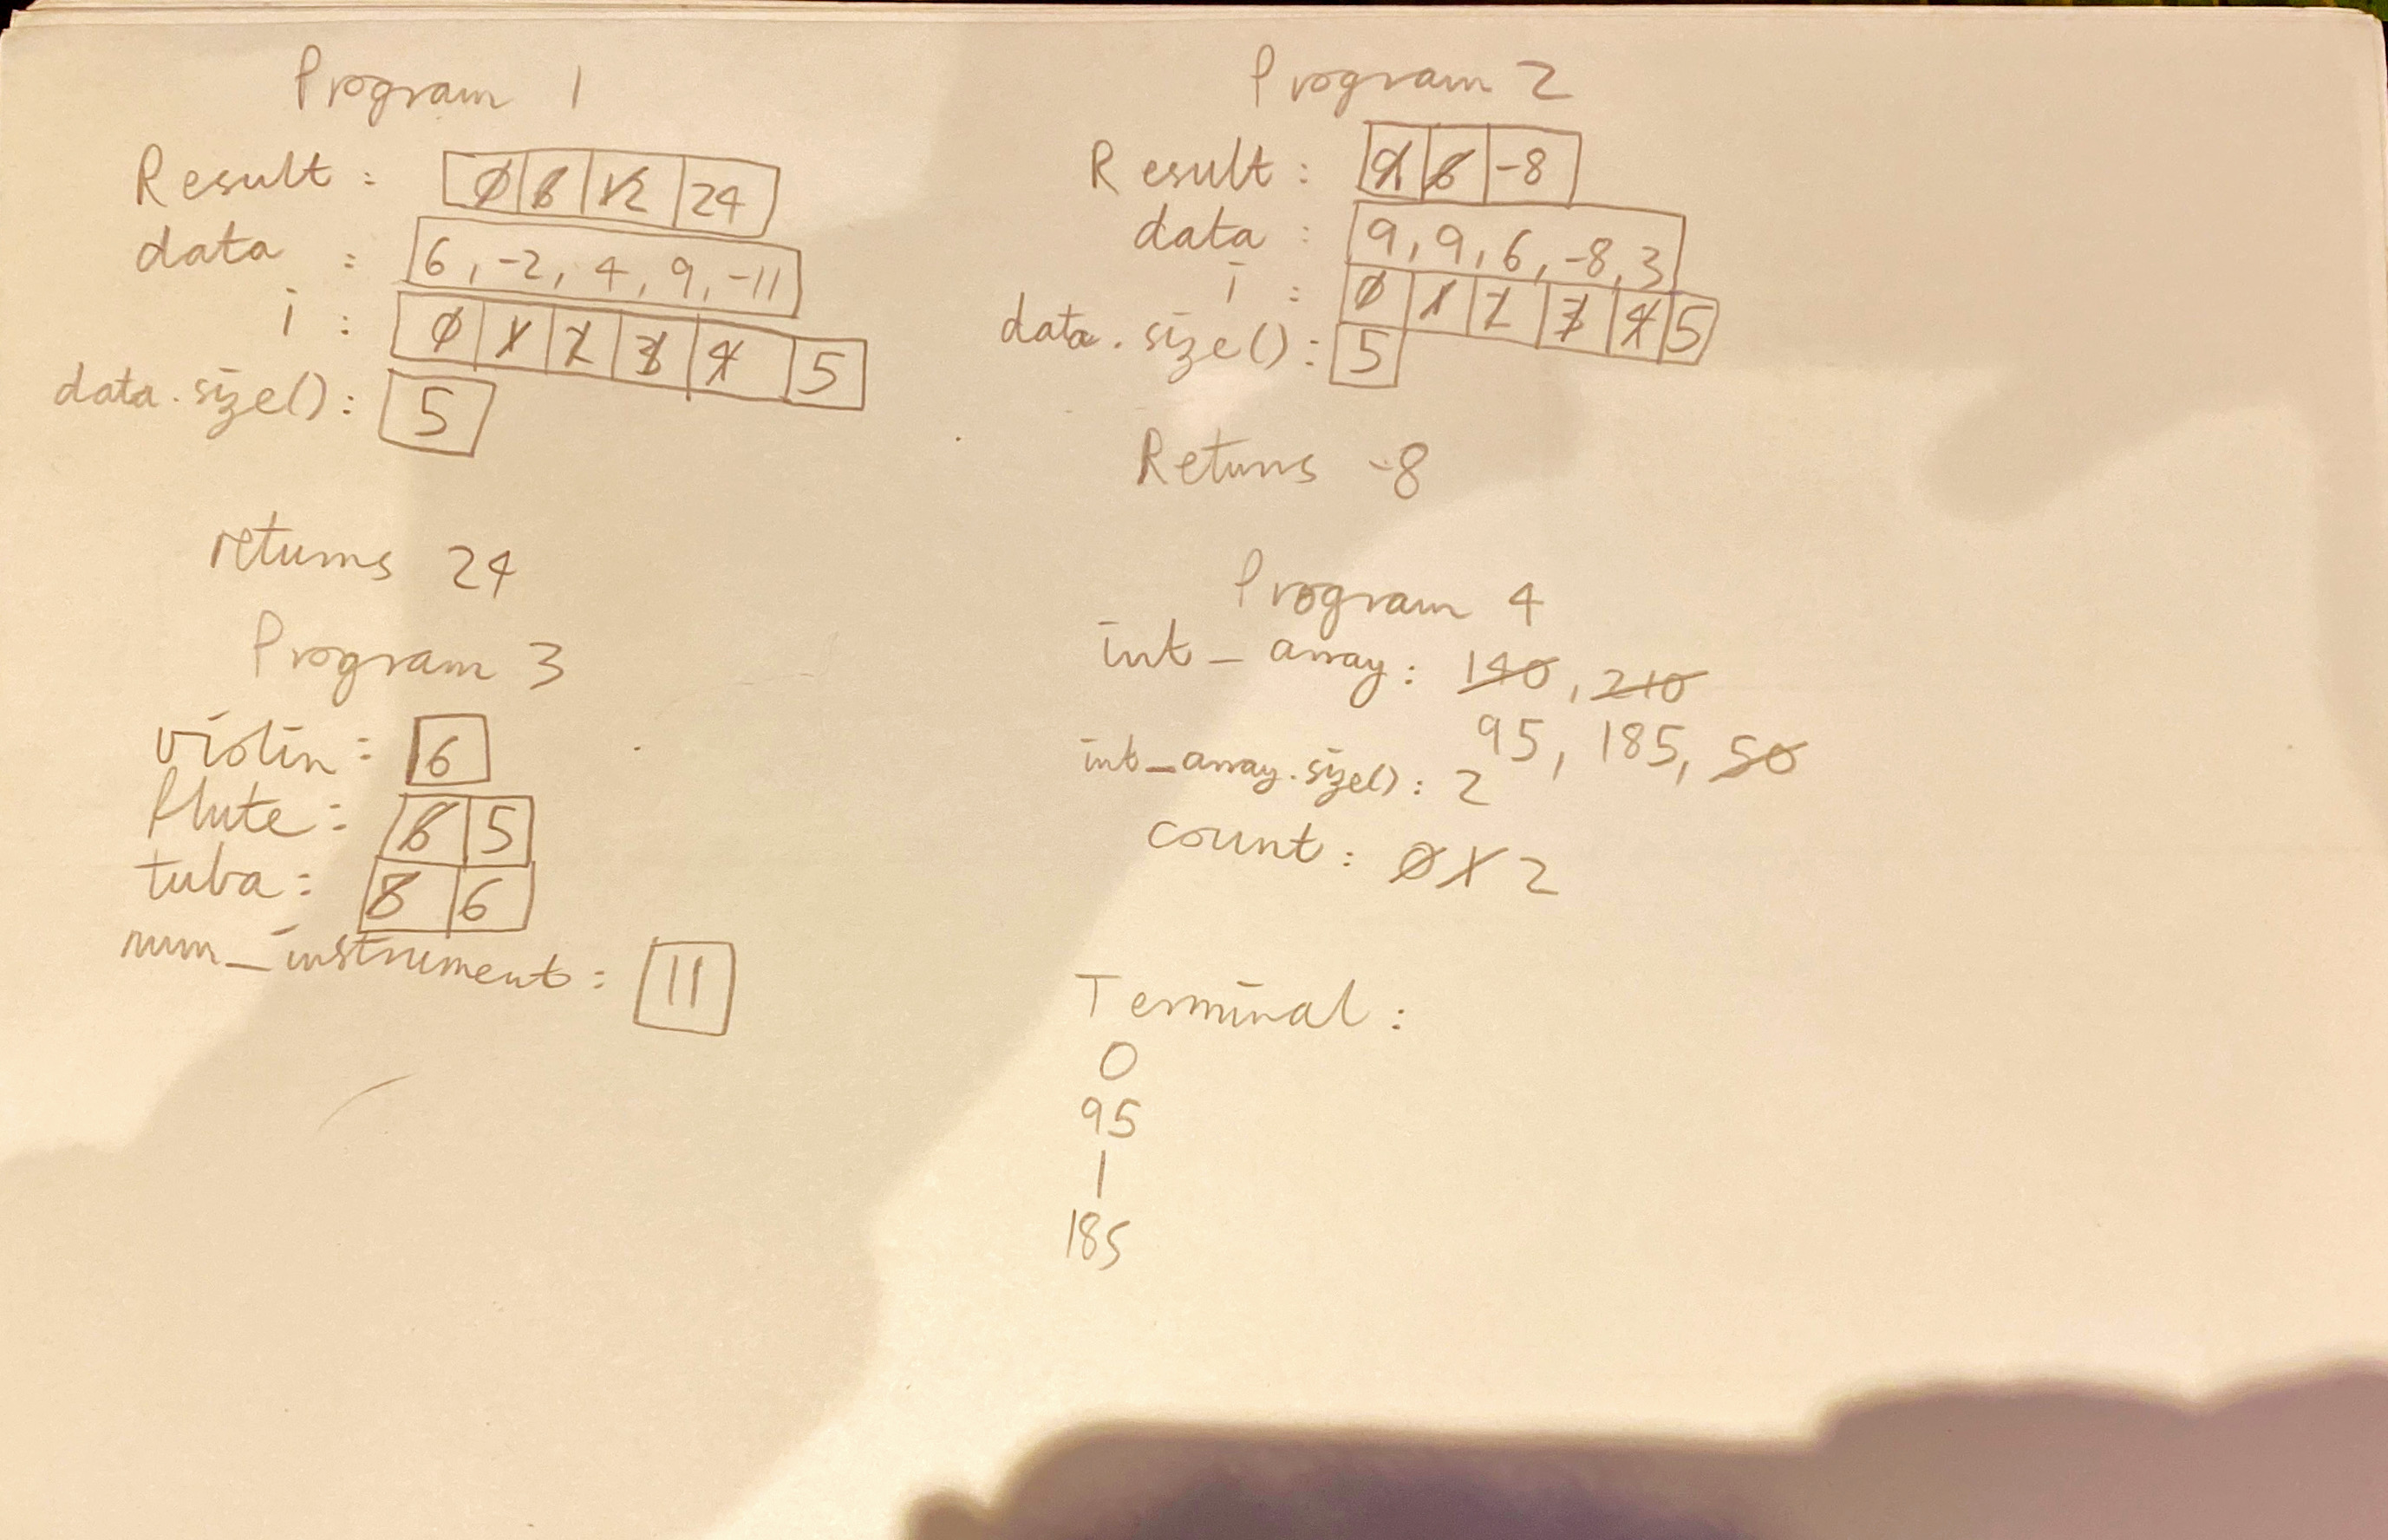 Program 1
Result: 0 6 12 24
data: 6, -2, 4, 9, -11
i: 0 1 2 3 4 5
data.size(): 5
returns 24
Program 2
Result: 9 6 -8
data: 9, 9, 6, -8, 3
i: 0 1 2 3 4 5
data.size(): 5
Returns -8
Program 3
violin: 6
flute: 6 5
tuba: 8 6
num_instrument: 11
Program 4
int_array: 140, 210
95, 185, 50
int_array.size(): 2
count: 0 1 2
Terminal:
0
95
1
185